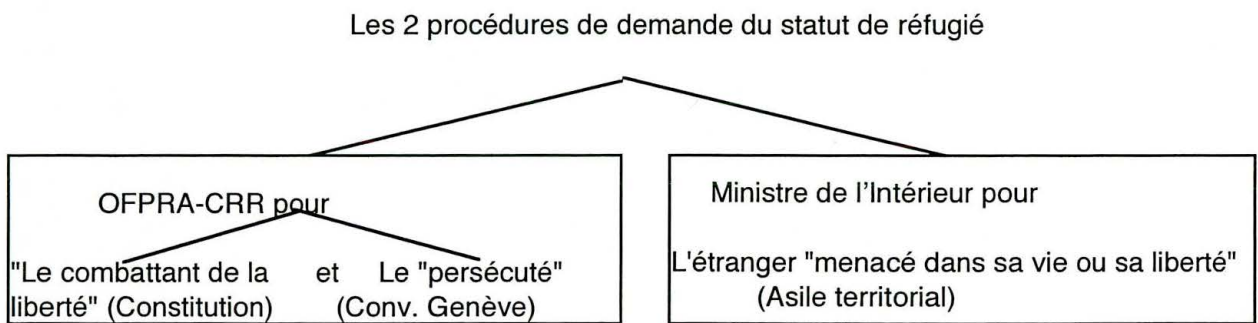 Les 2 procédures de demande du statut de réfugié
OFPRA-CRR pour
"Le combattant de la et Le "persécuté"
liberté" (Constitution) (Conv. Genève)
Ministre de l'Intérieur pour
L'étranger "menacé dans sa vie ou sa liberté"
(Asile territorial)